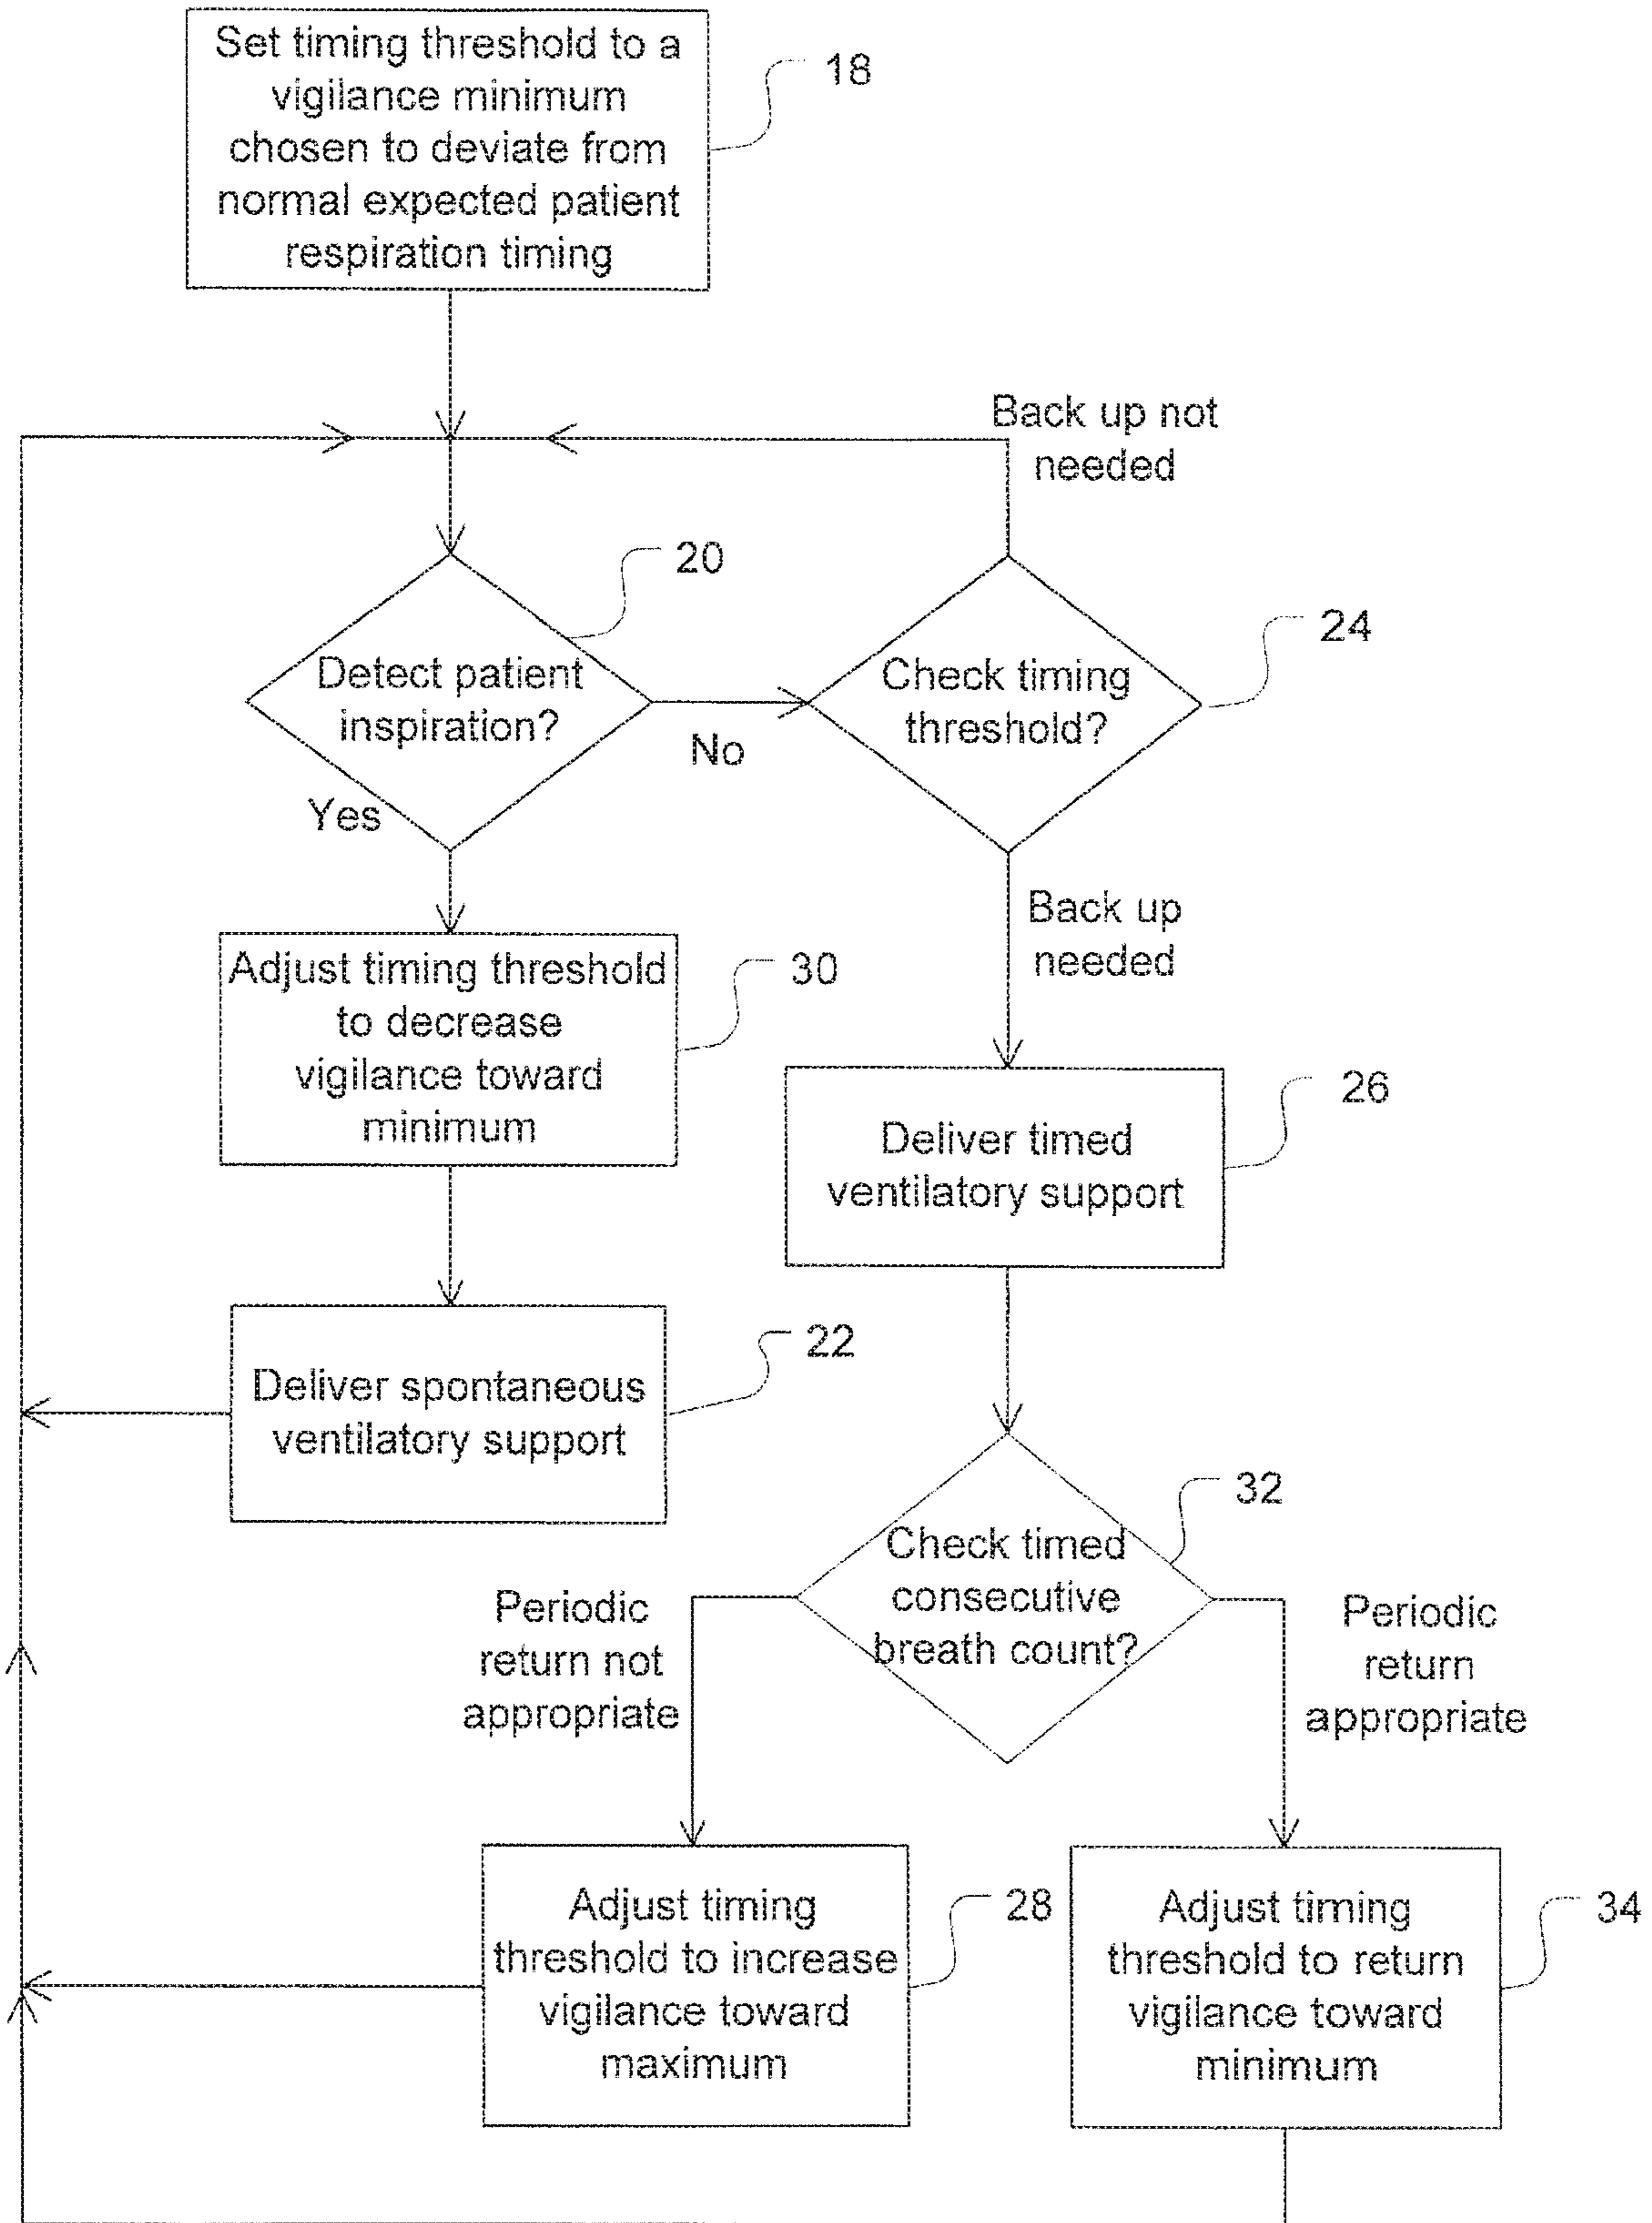 Set timing threshold to a
vigilance minimum
chosen to deviate from
normal expected patient
respiration timing
18
Back up not
needed
20
Detect patient
inspiration?
No
Yes
24
Check timing
threshold?
Back up
needed
Adjust timing threshold
to decrease
vigilance toward
minimum
30
26
Deliver timed
ventilatory support
22
Deliver spontaneous
ventilatory support
32
Check timed
consecutive
breath count?
Periodic
return not
appropriate
Periodic
return
appropriate
Adjust timing
threshold to increase
vigilance toward
maximum
28
Adjust timing
threshold to return
vigilance toward
minimum
34